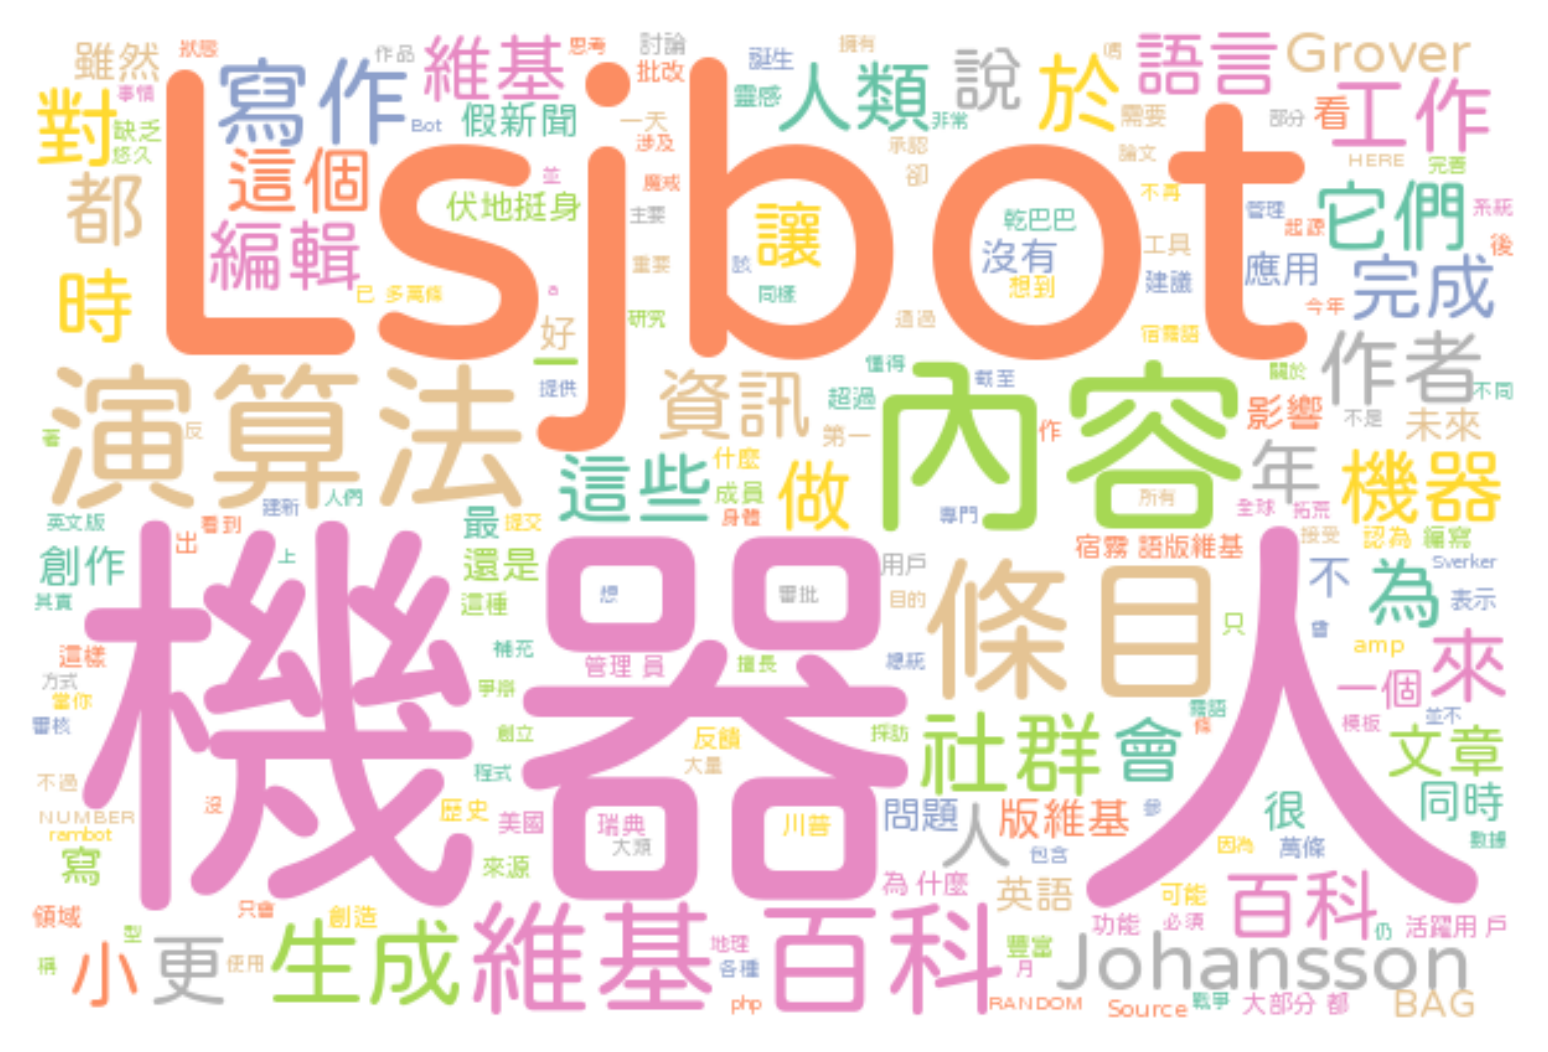 雖然
狀態
作品
維基
思考
討論
批改
誕生
擁有
語言
Grover
事情
寫作
Bot
假新聞
一天
靈感
人類
說
於
需要
部分
看
工作
對
缺乏
悠久
這個
涉及
非常
承認
卻
論文
HERE
完善
都
編輯
伏地挺身
並
魔戒
主要
讓
乾巴巴
沒有
不再
管理
起源
它們
系統
後
Lsjbot
時
已
多萬條
a
重要
該
同樣
想到
工具
建議
應用
今年
完成
好
研究
透過
宿霧語
作者
一
提供
資訊
懂得
截至
關於
不同
演算法
反
著
超過
第一
內容
作
影響
不是
未來
什麼
這些
成員
身體
做
所有
年
機器
英文版
看到
建新
人們
最
提交
專門
全球
拓荒
出
上
創作
其實
還是
這種
用戶
目的
宿霧 語版維基
接受
認為
編寫
Sverker
想
審批
條目
不
為
表示
只
會
amp
機器人
這樣
方式
當你
審核
補充
管理 員
擅長
總統
一個
來
爭辯
創立
反饋
大量
採訪
霧語
條
模板
並不
社群
會
文章
不過
程式
NUMBER
rambot
沒
歷史
美國
瑞典
大類
川普
問題
人
版維基
參
很
同時
數據
寫
來源
包含
因為
萬條
為 什麼
英語
可能
領域
只會
創造
功能
必須
百科
仍
活躍用 戶
型
稱
小
更
使用
生成
維基百科
地理
各種
豐富
月
Johansson
php
RANDOM
Source
戰爭
大部分 都
BAG